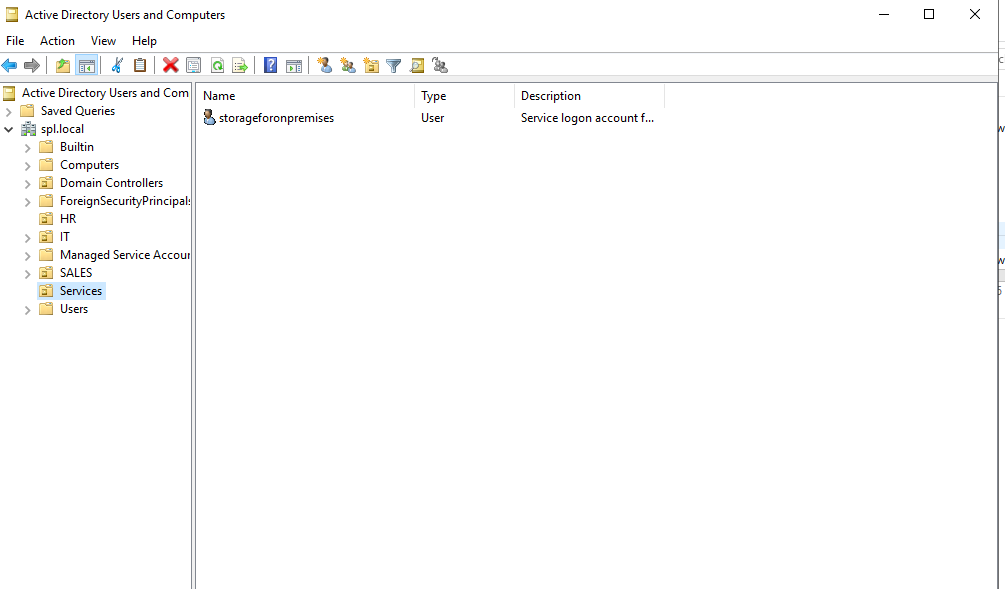 Active Directory Users and Computers
File Action View Help
Active Directory Users and Com
Saved Queries
spl.local
Builtin
Computers
Domain Controllers
ForeignSecurityPrincipals
HR
IT
Managed Service Accour
SALES
Services
Users
Name Type Description
storageforonpremises User Service logon account f...